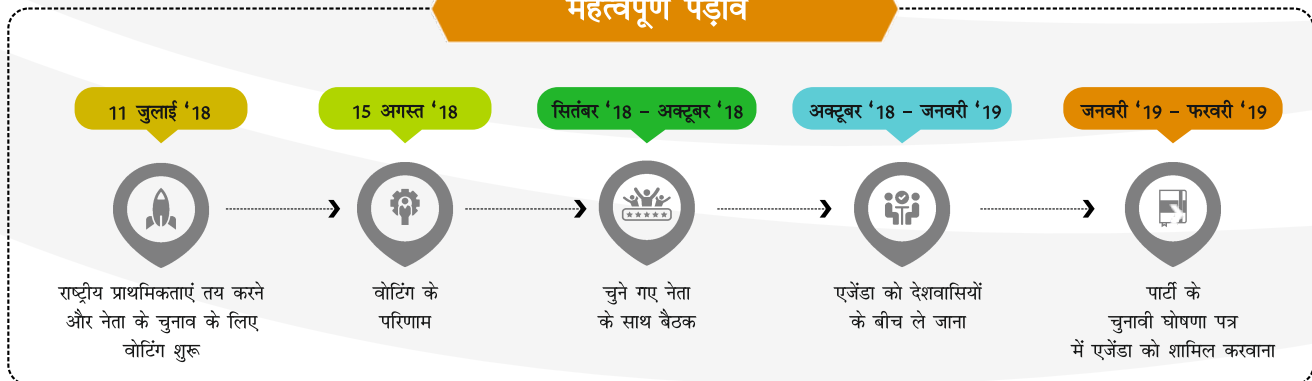 महत्वपूर्ण पड़ाव
11 जुलाई ‘18
15 अगस्त ‘18
सितंबर ‘18 – अक्टूबर ‘18
अक्टूबर ‘18 – जनवरी ‘19
जनवरी ‘19 – फरवरी ‘19
राष्ट्रीय प्राथमिकताएं तय करने
और नेता के चुनाव के लिए
वोटिंग शुरू
वोटिंग के
परिणाम
चुने गए नेता
के साथ बैठक
एजेंडा को देशवासियों
के बीच ले जाना
पार्टी के
चुनावी घोषणा पत्र
में एजेंडा को शामिल करवाना